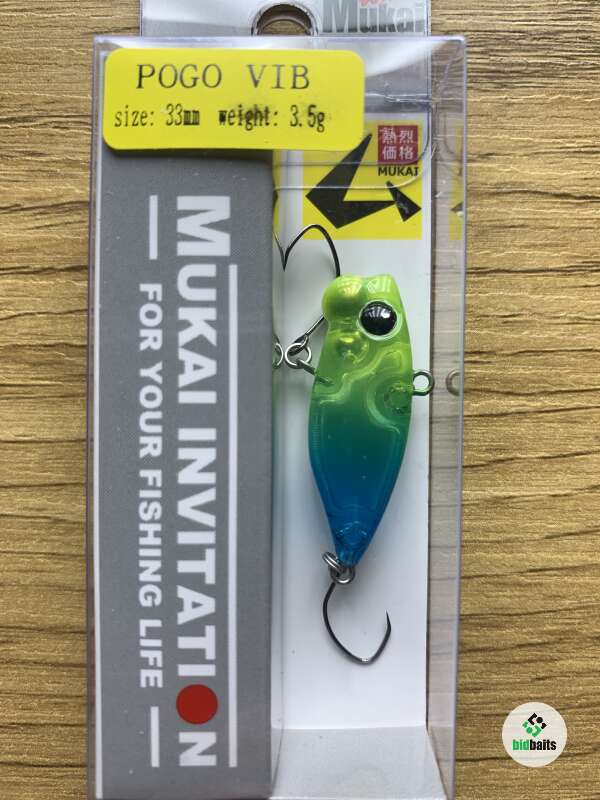 Mukai
POGO VIB
size: 33mm weight: 3.5g
熱烈
価格
MUKAI
MUKAI INVITATION
FOR YOUR FISHING LIFE
bidbaits